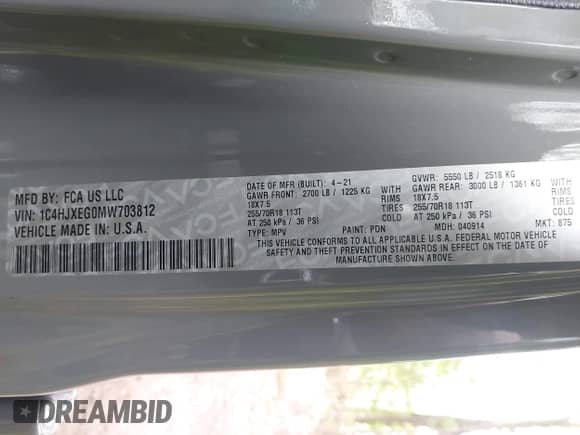 MFD BY: FCA US LLC
VIN: 1C4HJXEG0MW703812
VEHICLE MADE IN: U.S.A.
DATE OF MFR (BUILT): 4-21
GVWR: 5550 LB / 2518 KG
GAWR FRONT: 2700 LB / 1225 KG WITH
GAWR REAR: 3000 LB / 1361 KG WITH
18X7.5 RIMS
18X7.5 RIMS
255/70R18 113T
255/70R18 113T
AT 250 kPa / 36 PSI
AT 250 kPa / 36 PSI
TYPE: MPV PAINT: PDN MDH: 040914 MKT: 875
THIS VEHICLE CONFORMS TO ALL APPLICABLE U.S.A. FEDERAL MOTOR VEHICLE
SAFETY AND THEFT PREVENTION STANDARDS IN EFFECT ON THE DATE OF
MANUFACTURE SHOWN ABOVE.
DREAMBID